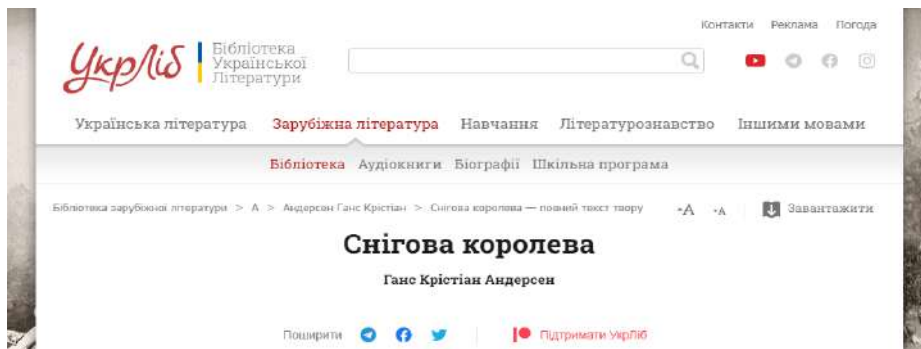 Контакти Реклама Погода
УкрЛіб
Бібліотека
Української
Літератури
Українська література Зарубіжна література Навчання Літературознавство Іншими мовами
Бібліотека Аудіокниги Біографії Шкільна програма
Бібліотека зарубіжної літератури > А > Андерсен Ганс Крістіан > Снігова королева — повний текст твору +A -A Завантажити
Снігова королева
Ганс Крістіан Андерсен
Поширити Підтримати УкрЛіб